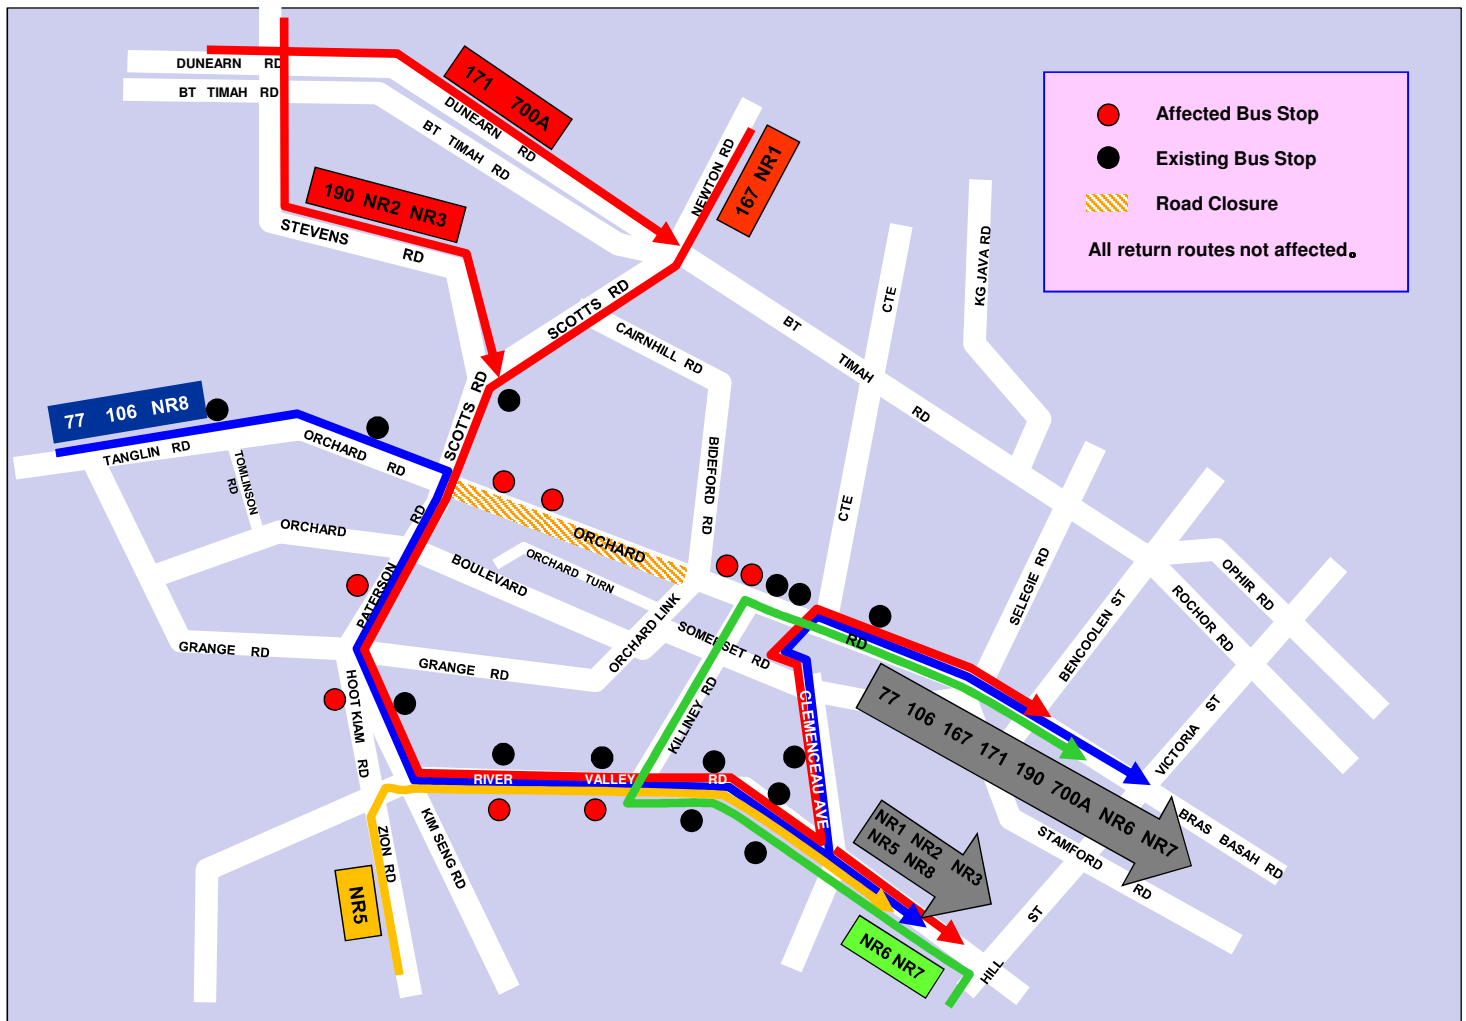 DUNEARN RD
BT TIMAH RD
171 700A
DUNEARN RD
BT TIMAH RD
190 NR2 NR3
STEVENS RD
NEWTON RD
167 NR1
Affected Bus Stop
Existing Bus Stop
Road Closure
All return routes not affected。
SCOTTS RD
CAIRNHILL RD
BT TIMAH RD
CTE
KG JAVA RD
77 106 NR8
TANGLIN RD
ORCHARD RD
SCOTTS RD
TOMLINSON
RD
BIDEFORD RD
CTE
ORCHARD
BOULEVARD
ORCHARD
RD
ORCHARD TURN
PATERSON RD
ORCHARD LINK
SOMERSET RD
SELEGIE RD
BENCOOLEN ST
OPHIR RD
ROCHOR RD
GRANGE RD
GRANGE RD
HOOT KIAM RD
KILLINEY RD
CLEMENCEAU AVE
VICTORIA ST
77 106 167 171 190 700A NR6 NR7
RIVER VALLEY RD
KIM SENG RD
ZION RD
NR5
NR1 NR2 NR3
NR5 NR8
NR6 NR7
STAMFORD RD
BRAS BASAH RD
HILL ST